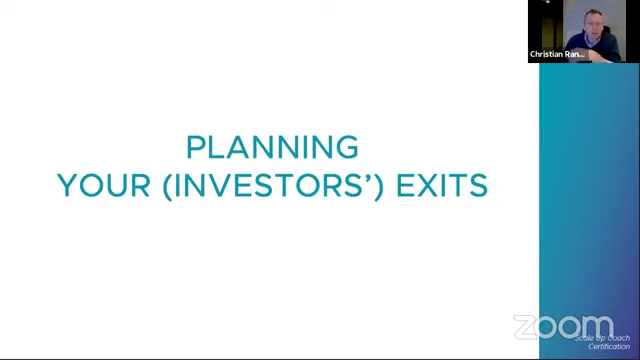 Christian Ran...
PLANNING
YOUR (INVESTORS’) EXITS
zoom
Scale Up Coach
Certification